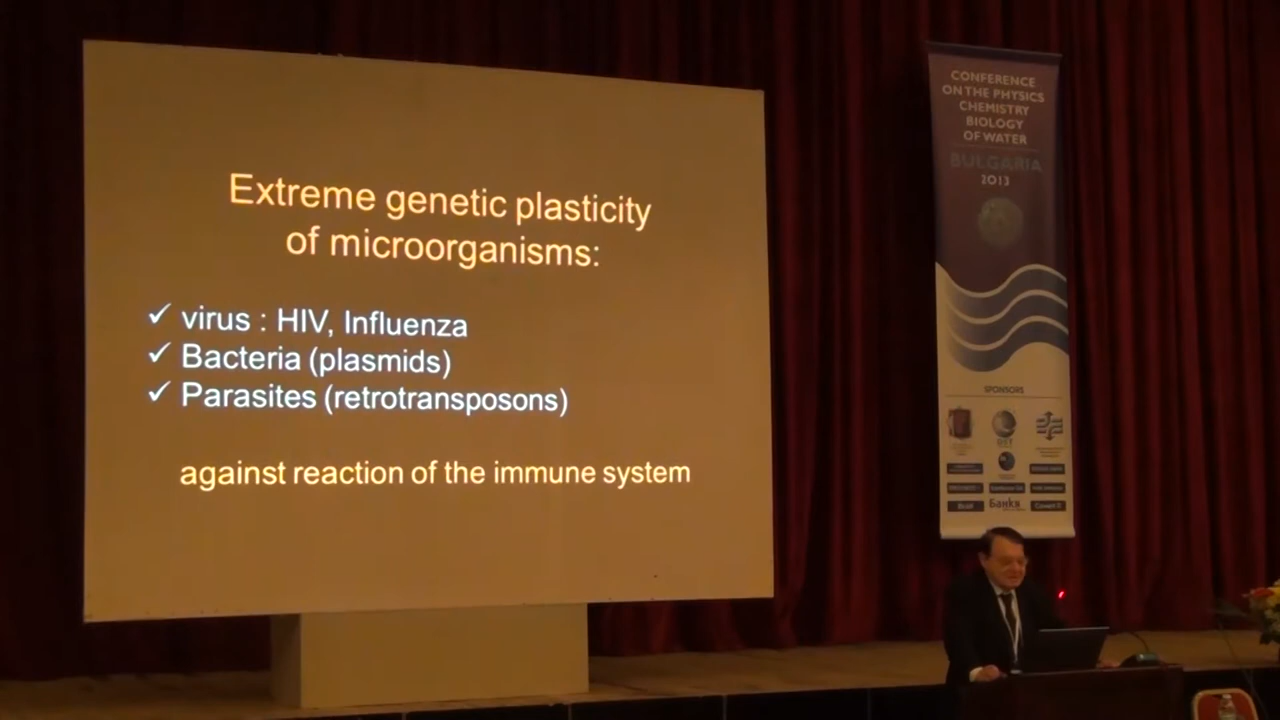 Extreme genetic plasticity
of microorganisms:
✓ virus : HIV, Influenza
✓ Bacteria (plasmids)
✓ Parasites (retrotransposons)
against reaction of the immune system
CONFERENCE
ON THE PHYSICS
CHEMISTRY
BIOLOGY
OF WATER
BULGARIA
2013
SPONSORS